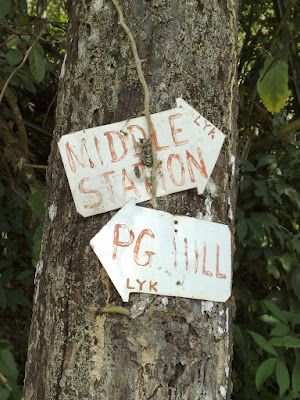 MIDDLE
STATION
LYK
PG. HILL
LYK